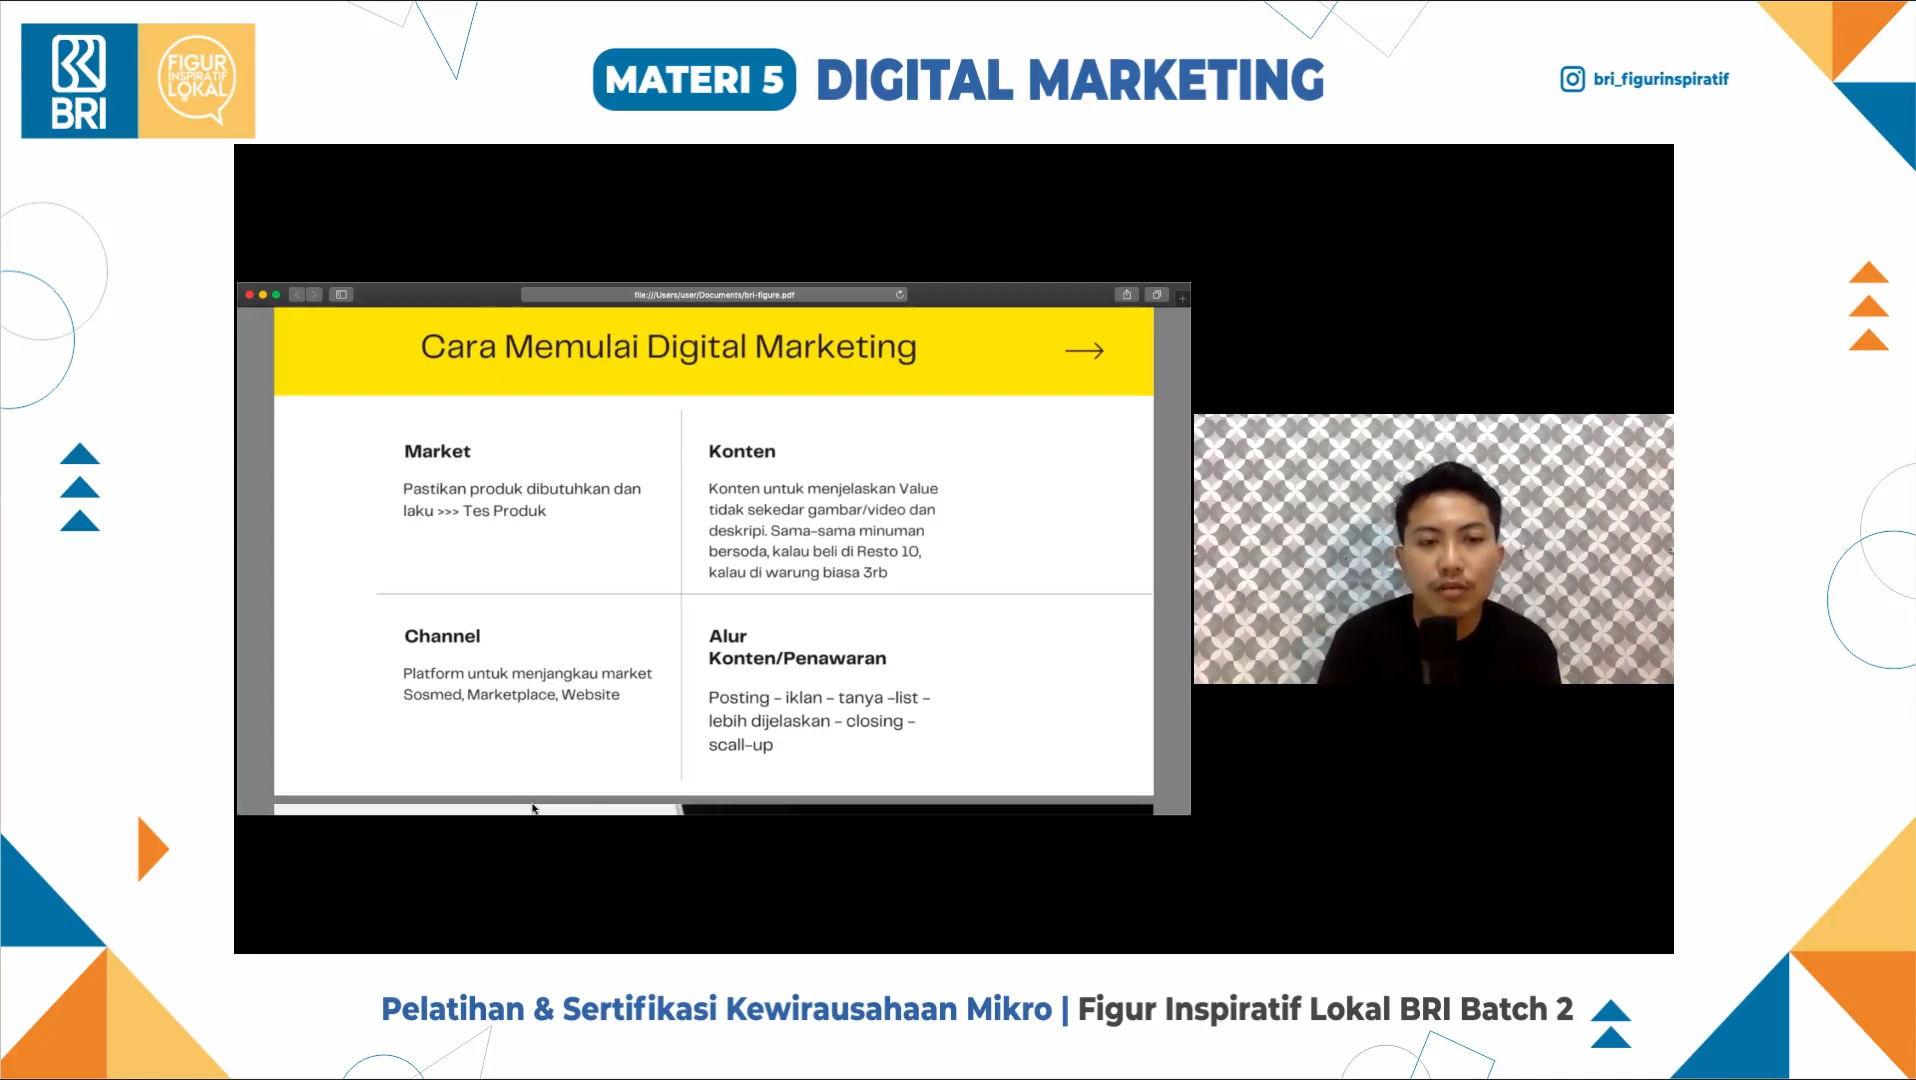 BRI
FIGUR
INSPIRATIF
LOKAL
MATERI 5 DIGITAL MARKETING
bri_figurinspiratif
file:///Users/user/Documents/bri-figure.pdf
Cara Memulai Digital Marketing
Market
Pastikan produk dibutuhkan dan
laku >>> Tes Produk
Konten
Konten untuk menjelaskan Value
tidak sekedar gambar/video dan
deskripsi. Sama-sama minuman
bersoda, kalau beli di Resto 10,
kalau di warung biasa 3rb
Channel
Platform untuk menjangkau market
Sosmed, Marketplace, Website
Alur
Konten/Penawaran
Posting - iklan - tanya -list -
lebih dijelaskan - closing -
scall-up
Pelatihan & Sertifikasi Kewirausahaan Mikro | Figur Inspiratif Lokal BRI Batch 2